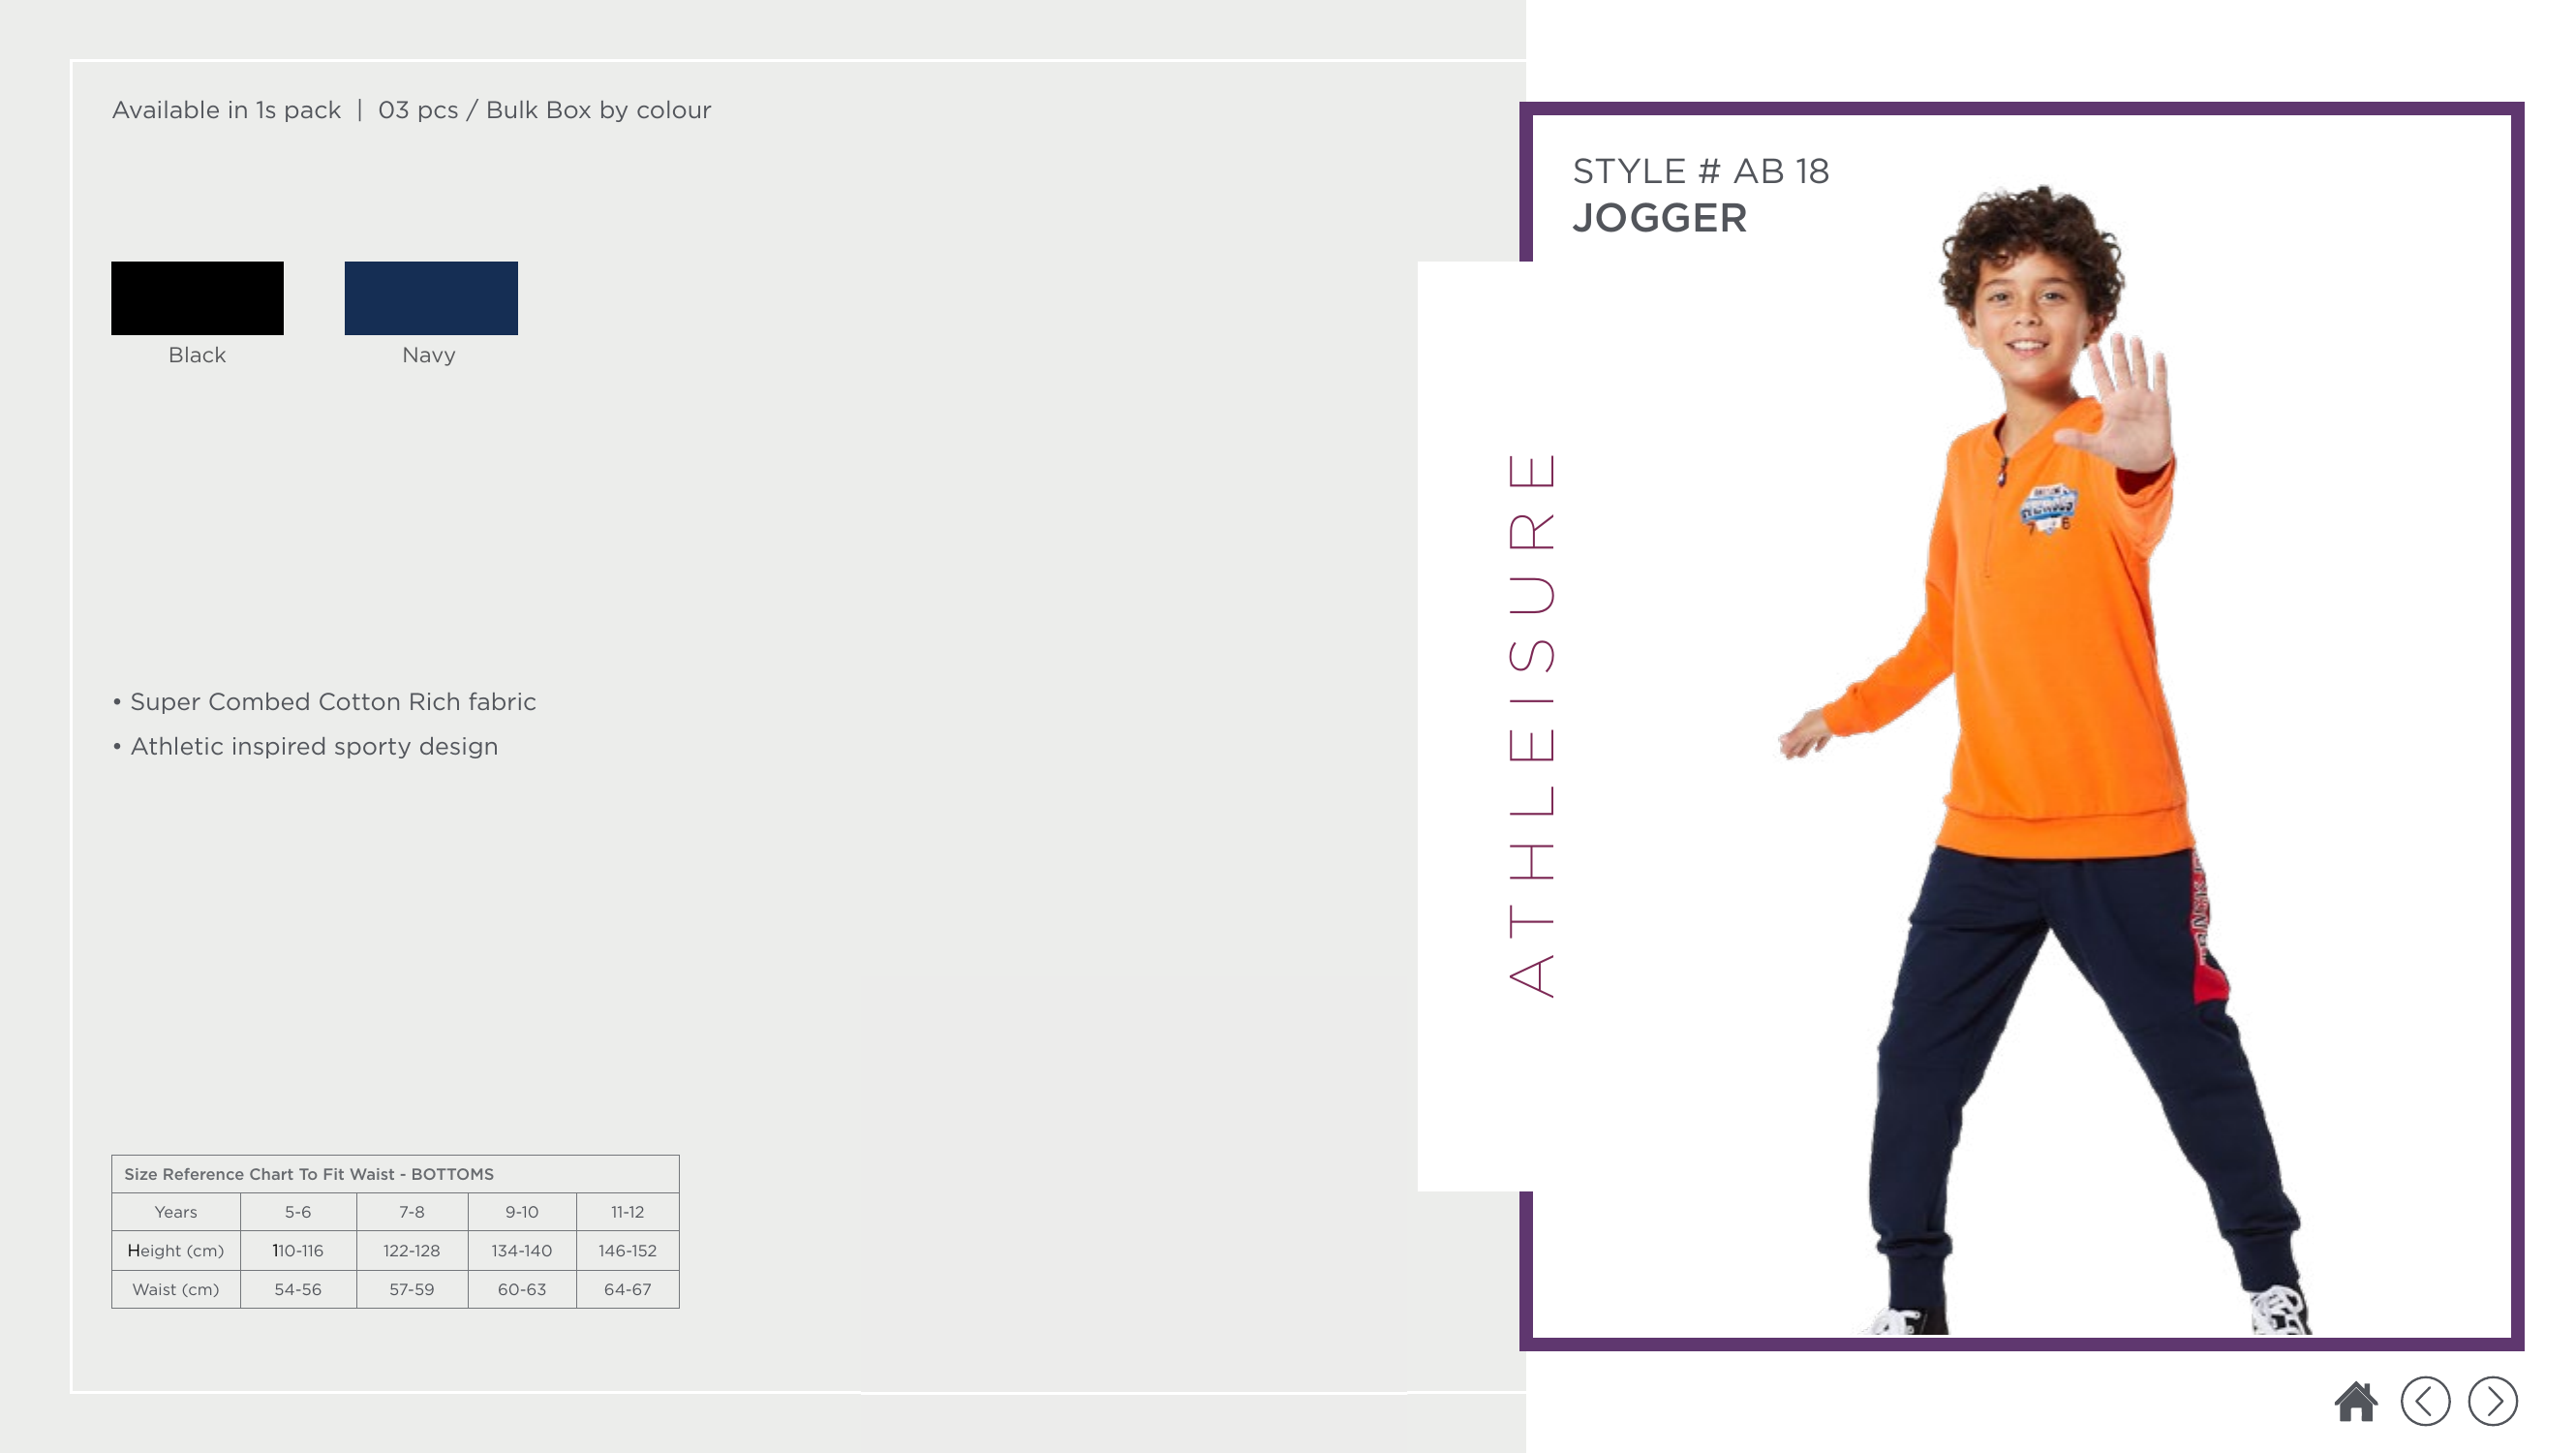 Available in 1s pack | 03 pcs / Bulk Box by colour
Black
Navy
• Super Combed Cotton Rich fabric
• Athletic inspired sporty design
Size Reference Chart To Fit Waist - BOTTOMS
Years 5-6 7-8 9-10 11-12
Height (cm) 110-116 122-128 134-140 146-152
Waist (cm) 54-56 57-59 60-63 64-67
ATHLEISURE
STYLE # AB 18
JOGGER